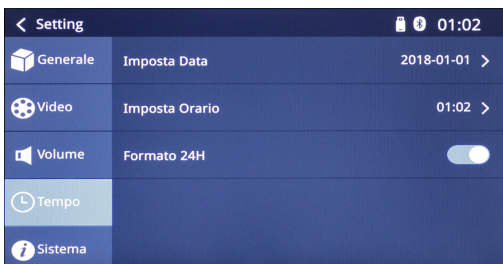 Setting
01:02
Generale
Imposta Data
2018-01-01
Video
Imposta Orario
01:02
Volume
Formato 24H
Tempo
Sistema